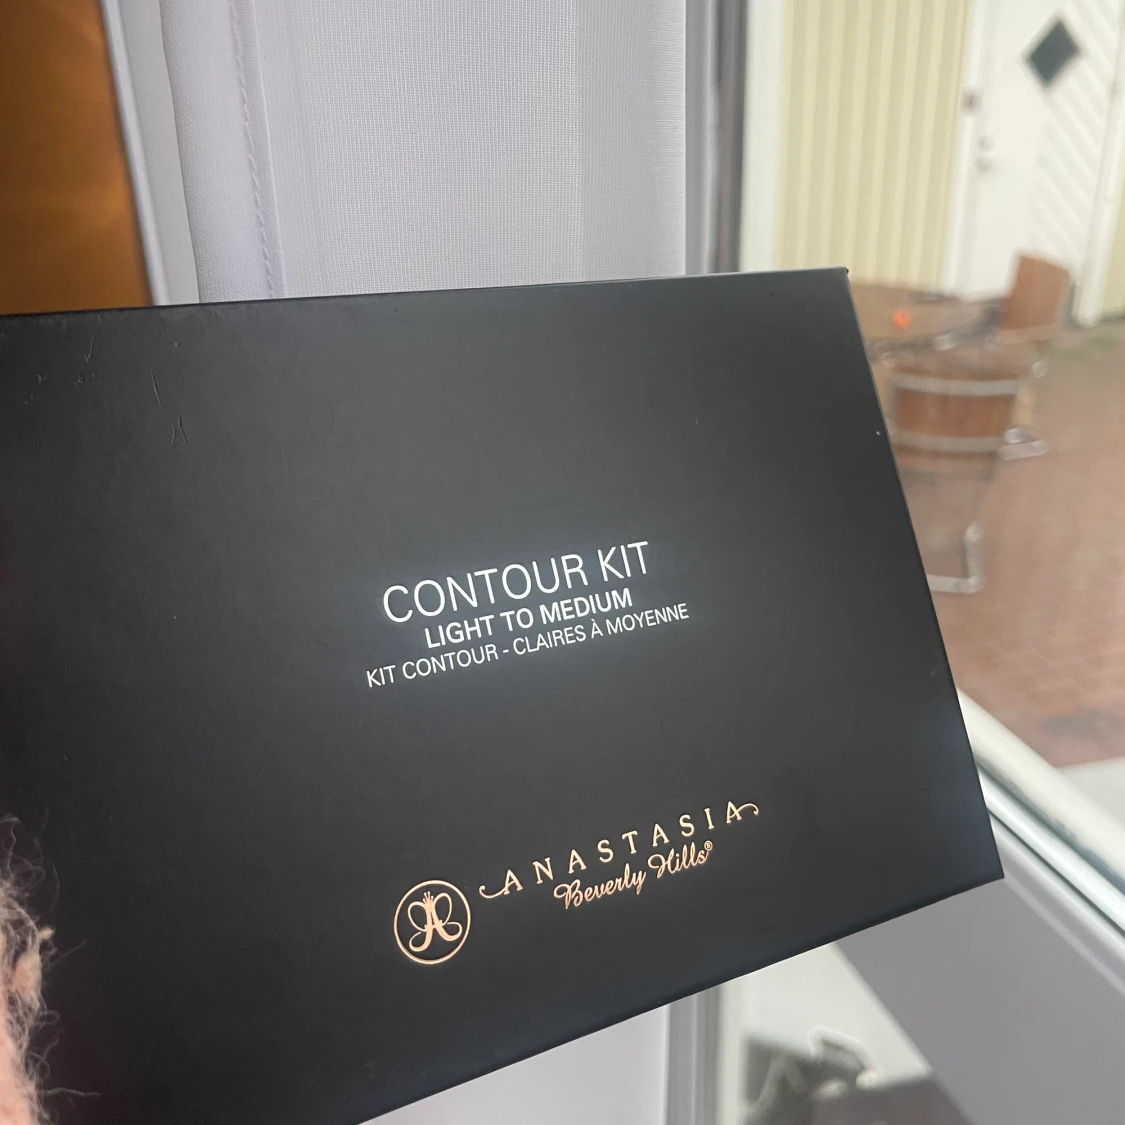 CONTOUR KIT
LIGHT TO MEDIUM
KIT CONTOUR - CLAIRES À MOYENNE
ANASTASIA
Beverly Hills®